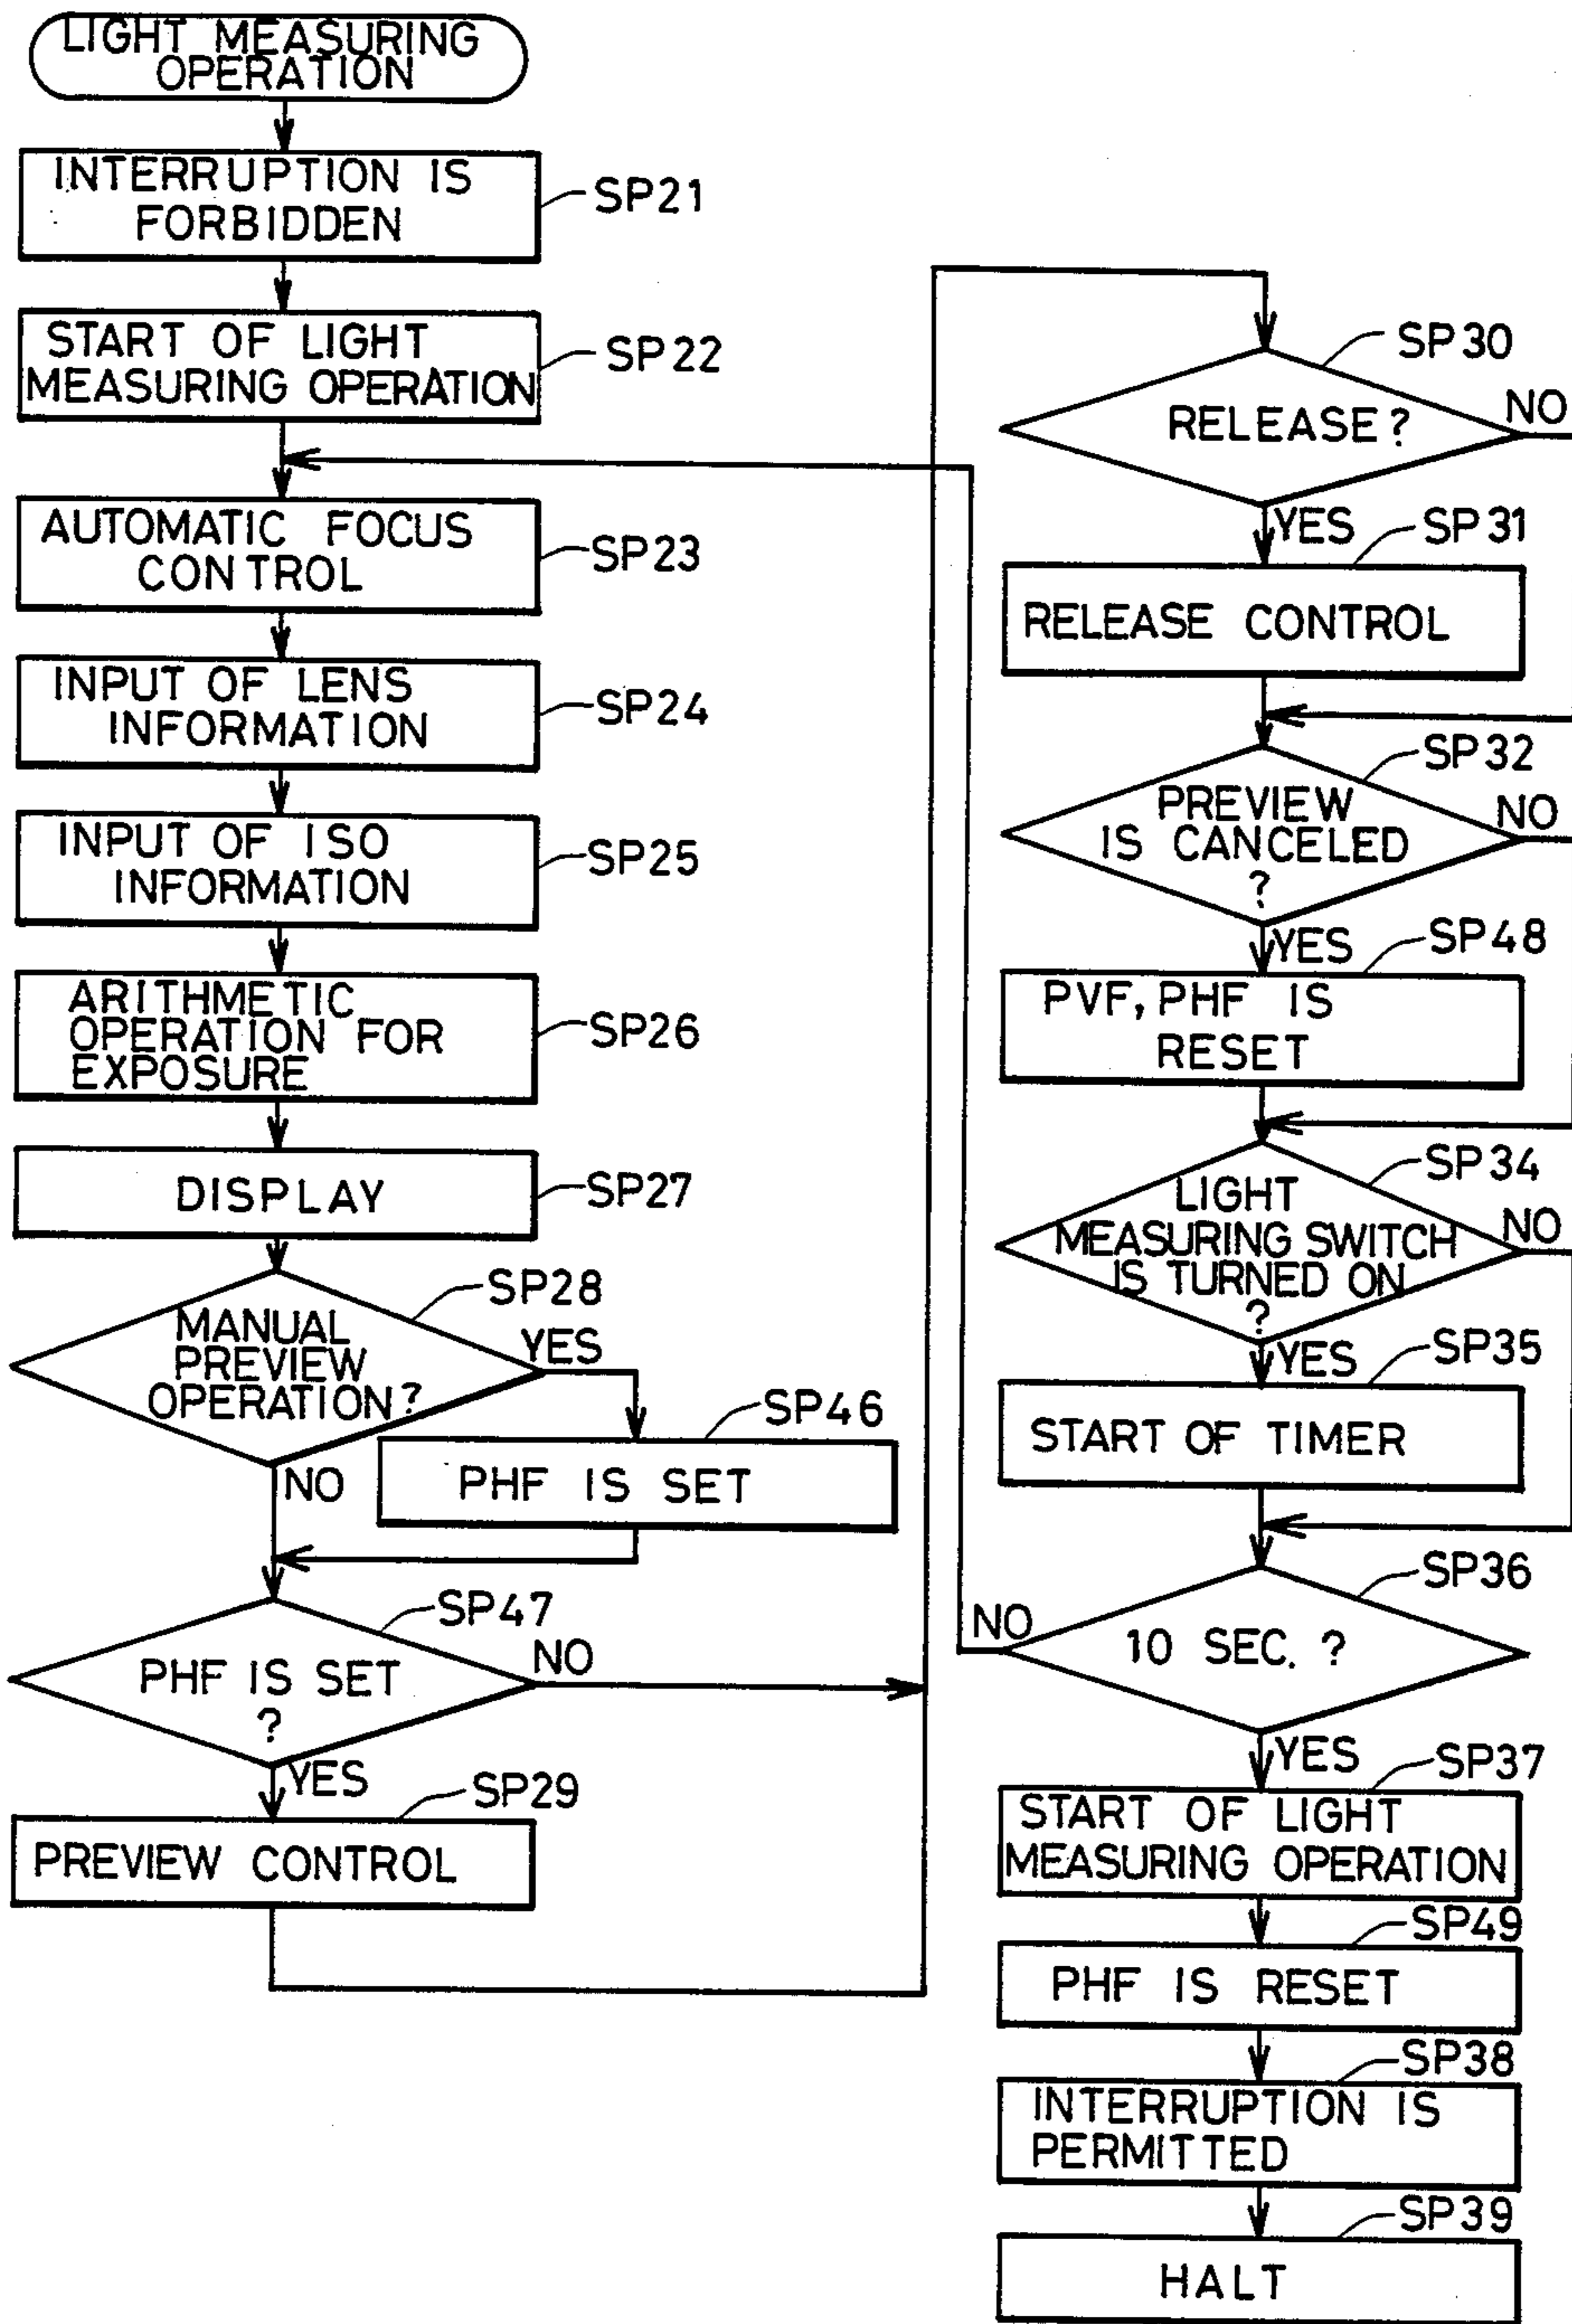 LIGHT MEASURING
OPERATION
INTERRUPTION IS
FORBIDDEN
SP21
START OF LIGHT
MEASURING OPERATION
SP22
AUTOMATIC FOCUS
CONTROL
SP23
INPUT OF LENS
INFORMATION
SP24
INPUT OF ISO
INFORMATION
SP25
ARITHMETIC
OPERATION FOR
EXPOSURE
SP26
DISPLAY
SP27
SP28
MANUAL
PREVIEW
OPERATION?
YES
NO
SP46
PHF IS SET
SP47
PHF IS SET
?
NO
YES
SP29
PREVIEW CONTROL
SP30
RELEASE?
NO
YES
SP31
RELEASE CONTROL
SP32
PREVIEW
IS CANCELED
?
NO
YES
SP48
PVF, PHF IS
RESET
SP34
LIGHT
MEASURING SWITCH
IS TURNED ON
?
NO
YES
SP35
START OF TIMER
SP36
10 SEC. ?
NO
YES
SP37
START OF LIGHT
MEASURING OPERATION
SP49
PHF IS RESET
SP38
INTERRUPTION IS
PERMITTED
SP39
HALT